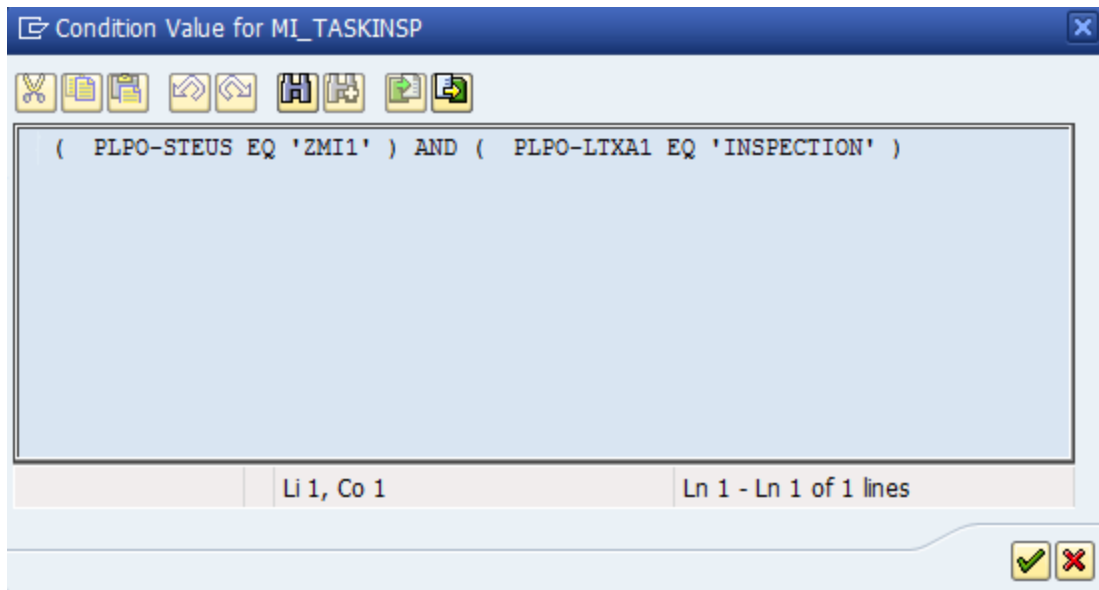 Condition Value for MI_TASKINSP
( PLPO-STEUS EQ 'ZMI1' ) AND ( PLPO-LTXA1 EQ 'INSPECTION' )
Li 1, Co 1 Ln 1 - Ln 1 of 1 lines